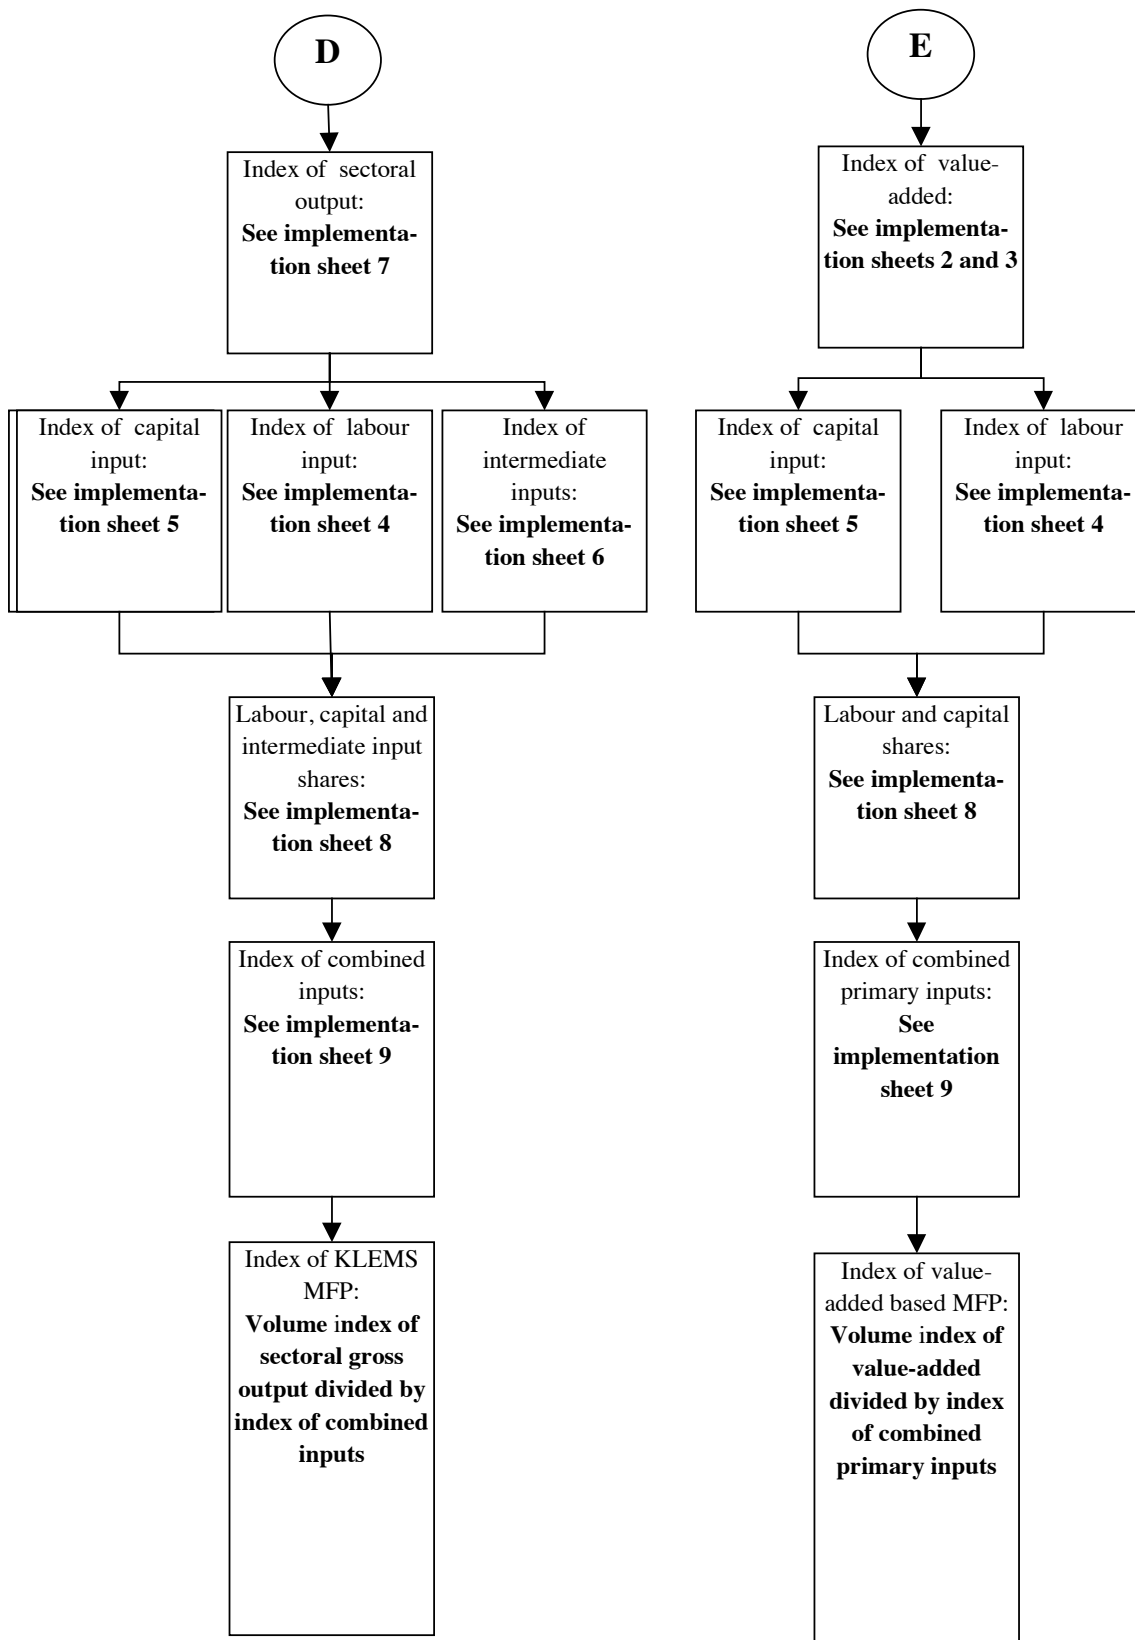 D
Index of sectoral
output:
See implementa-
tion sheet 7
Index of capital
input:
See implementa-
tion sheet 5
Index of labour
input:
See implementa-
tion sheet 4
Index of
intermediate
inputs:
See implementa-
tion sheet 6
Labour, capital and
intermediate input
shares:
See implementa-
tion sheet 8
Index of combined
inputs:
See implementa-
tion sheet 9
Index of KLEMS
MFP:
Volume index of
sectoral gross
output divided by
index of combined
inputs
E
Index of value-
added:
See implementa-
tion sheets 2 and 3
Index of capital
input:
See implementa-
tion sheet 5
Index of labour
input:
See implementa-
tion sheet 4
Labour and capital
shares:
See implementa-
tion sheet 8
Index of combined
primary inputs:
See
implementation
sheet 9
Index of value-
added based MFP:
Volume index of
value-added
divided by index
of combined
primary inputs